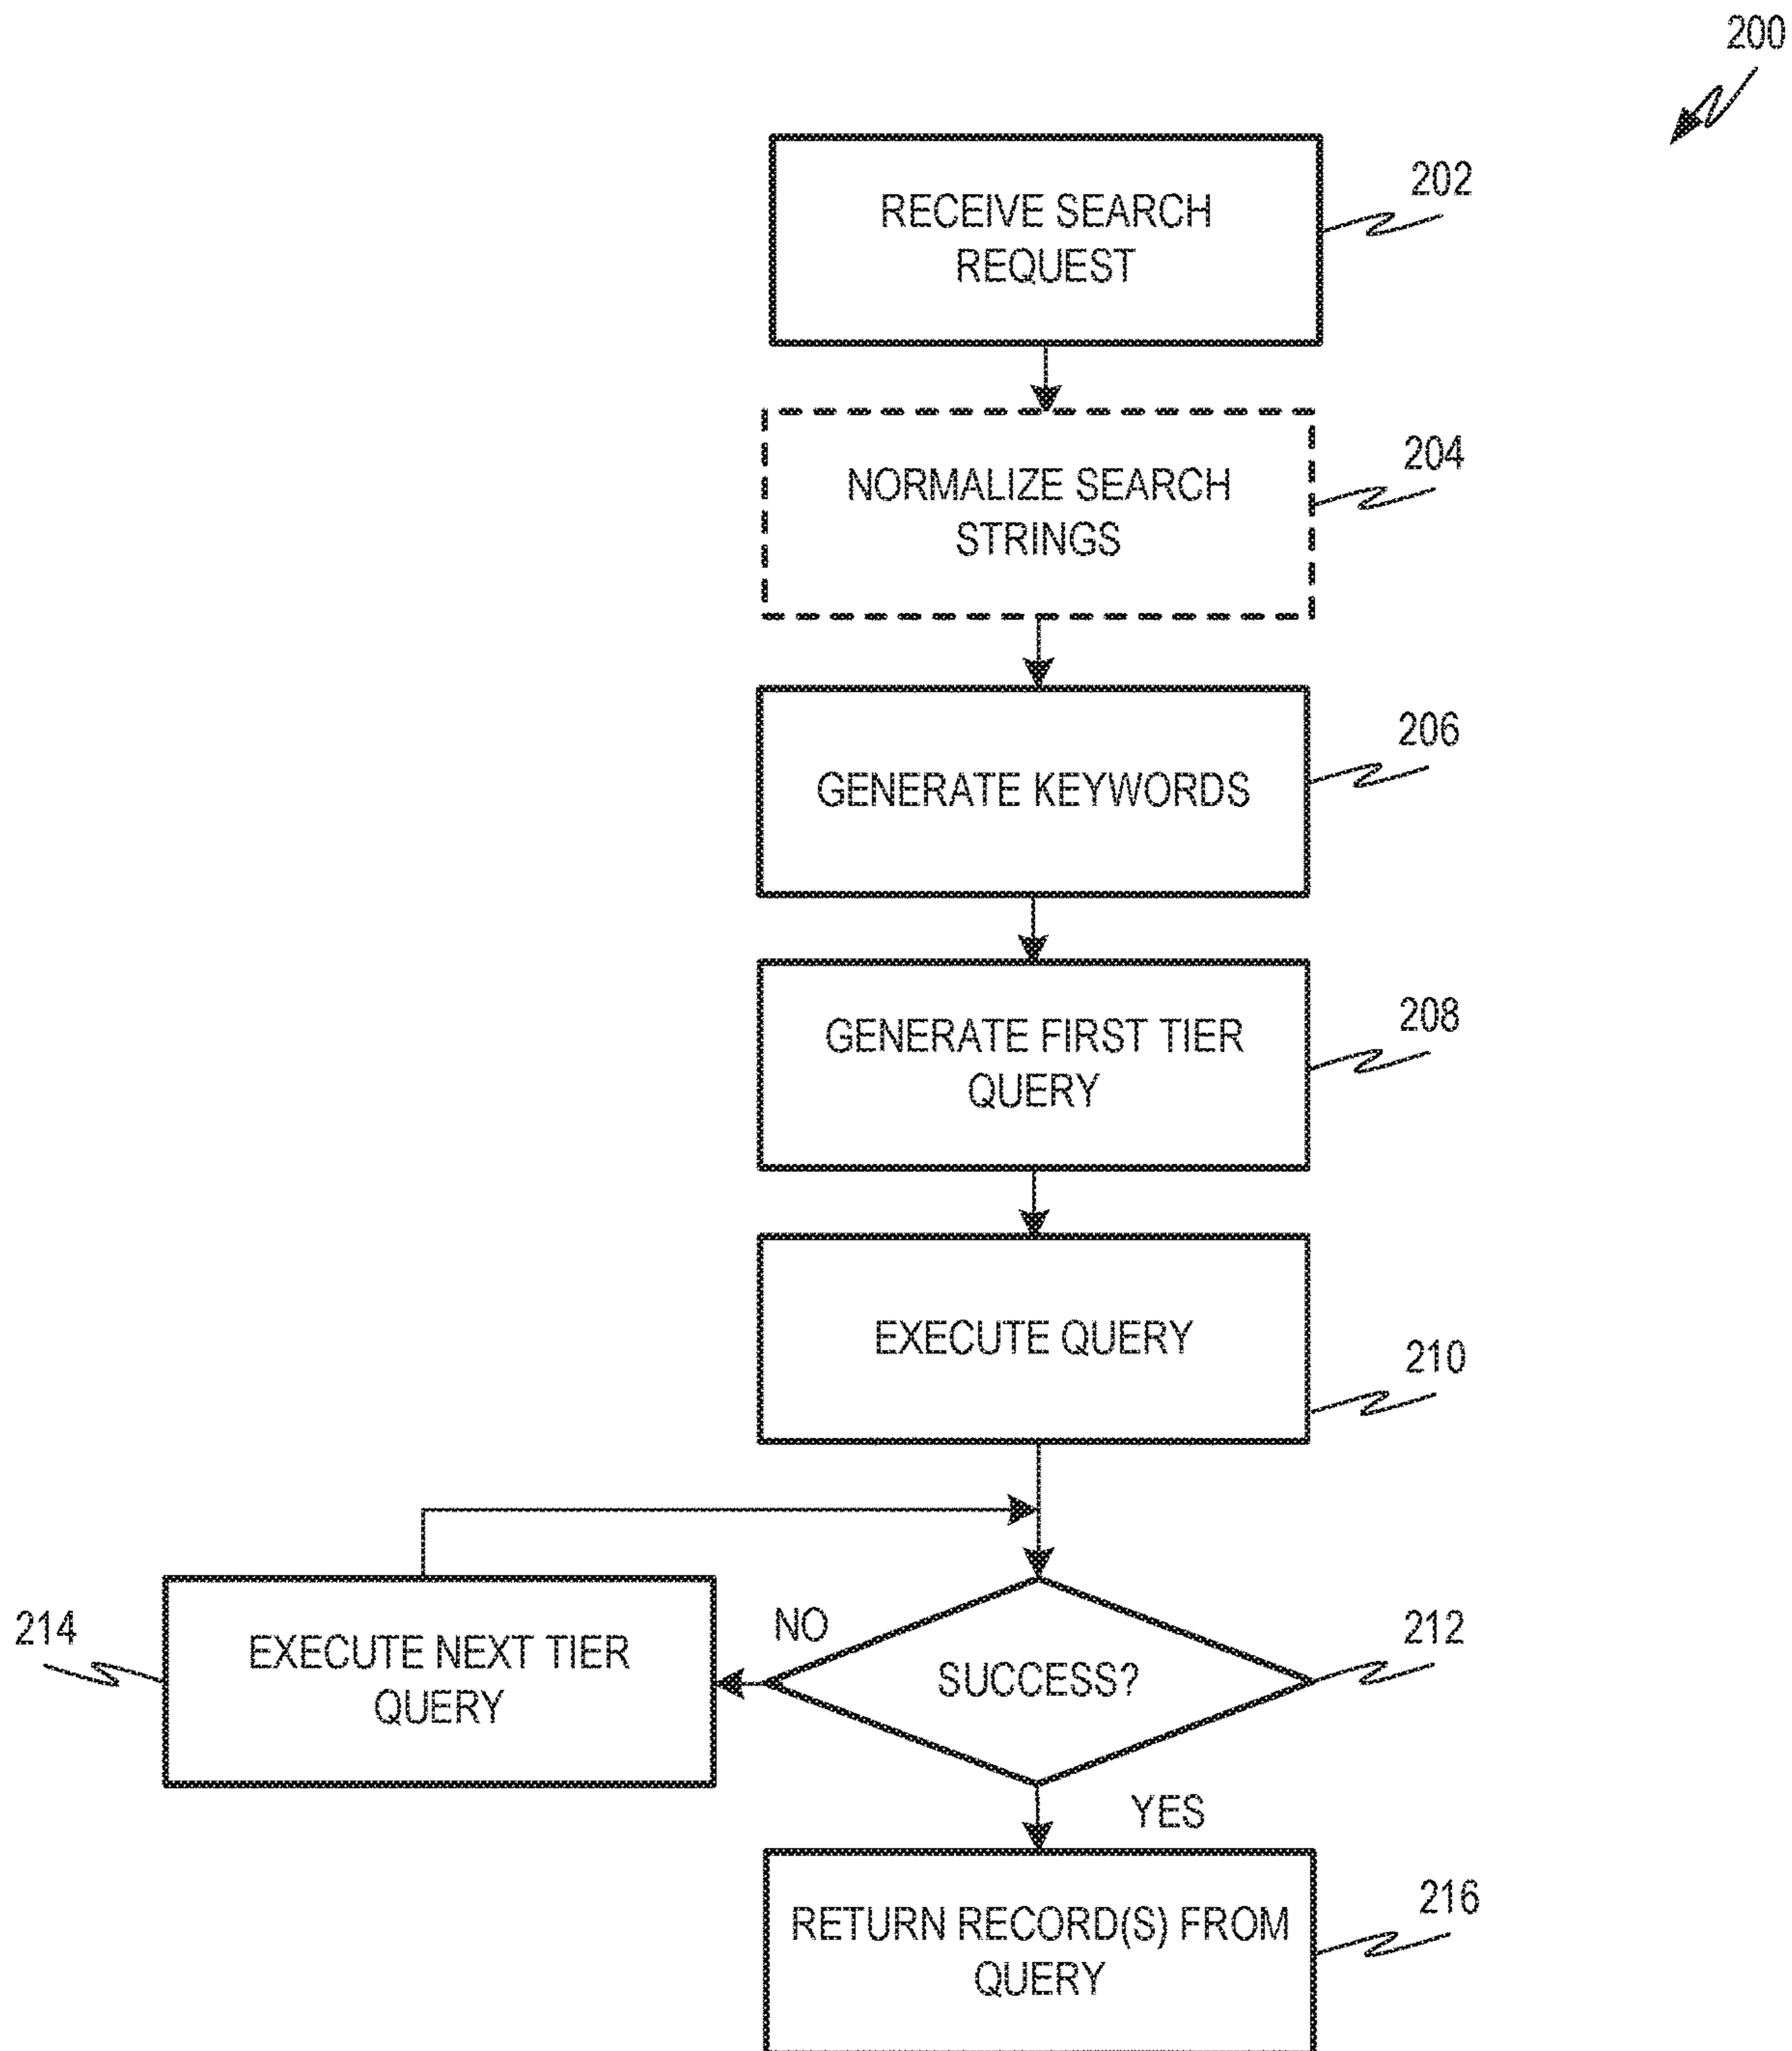 200
RECEIVE SEARCH
REQUEST
202
NORMALIZE SEARCH
STRINGS
204
GENERATE KEYWORDS
206
GENERATE FIRST TIER
QUERY
208
EXECUTE QUERY
210
214
EXECUTE NEXT TIER
QUERY
NO
SUCCESS?
212
YES
RETURN RECORD(S) FROM
QUERY
216